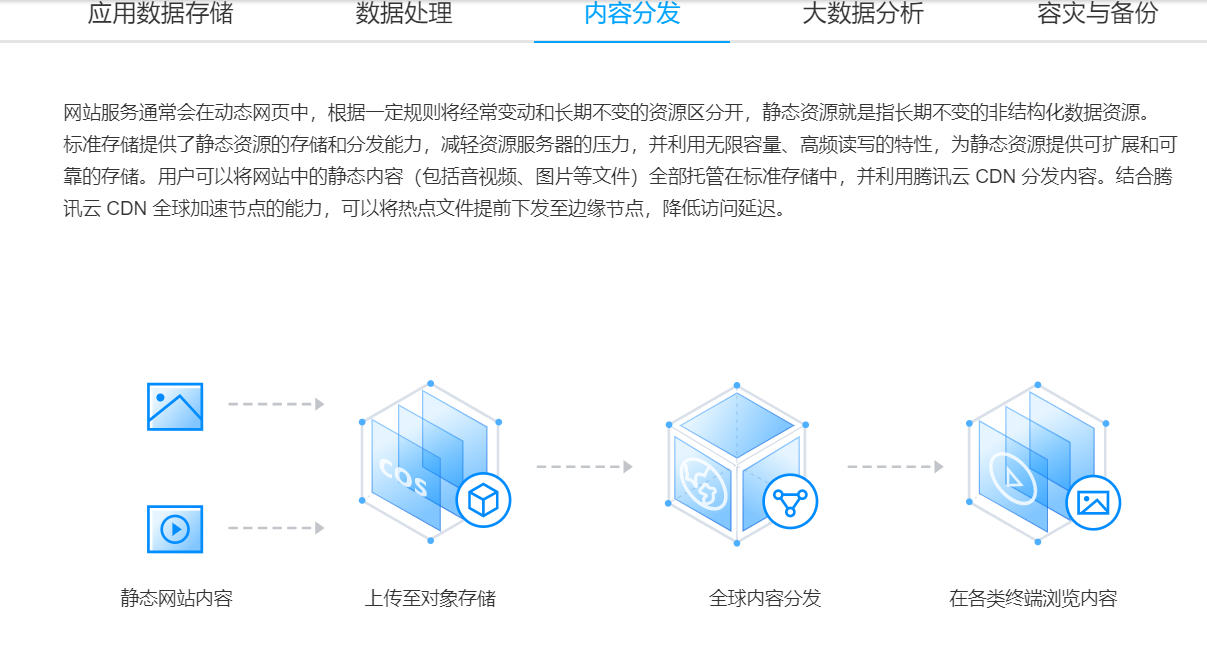 应用数据存储 数据处理 内容分发 大数据分析 容灾与备份
网站服务通常会在动态网页中，根据一定规则将经常变动和长期不变的资源区分开，静态资源就是指长期不变的非结构化数据资源。
标准存储提供了静态资源的存储和分发能力，减轻资源服务器的压力，并利用无限容量、高频读写的特性，为静态资源提供可扩展和可
靠的存储。用户可以将网站中的静态内容（包括音视频、图片等文件）全部托管在标准存储中，并利用腾讯云 CDN 分发内容。结合腾
讯云 CDN 全球加速节点的能力，可以将热点文件提前下发至边缘节点，降低访问延迟。
COS
静态网站内容 上传至对象存储 全球内容分发 在各类终端浏览内容